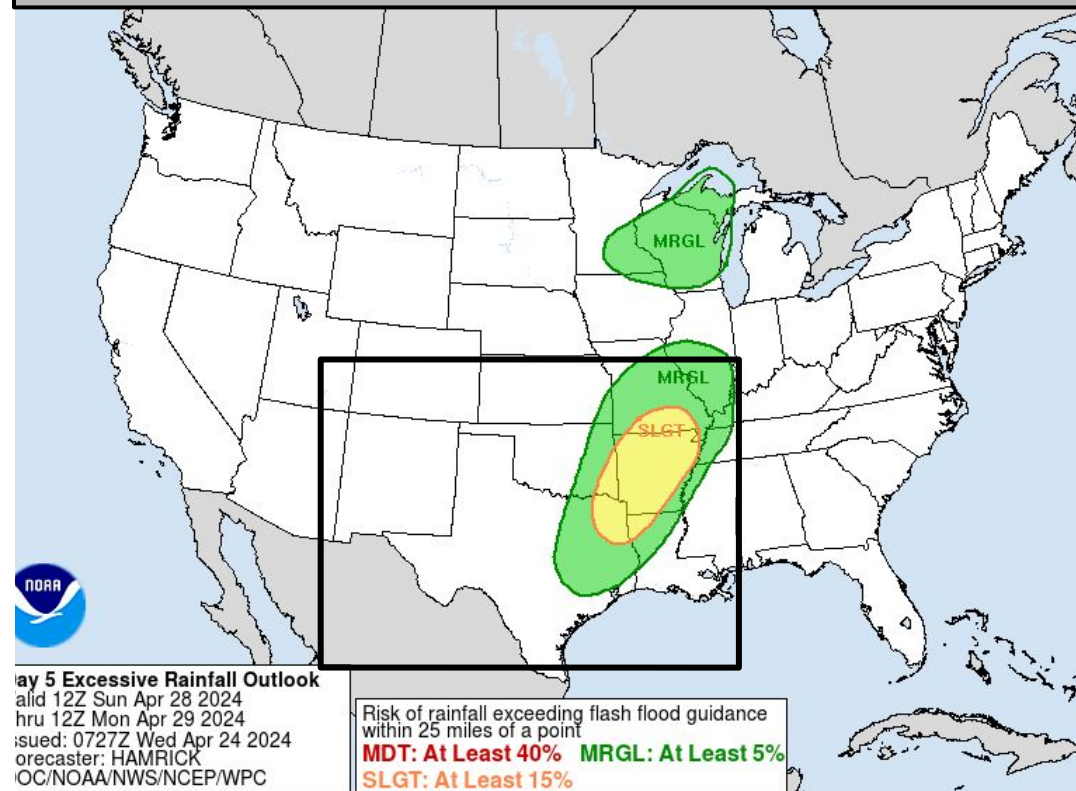 MRGL
MRGL
SLGT
NOAA
ay 5 Excessive Rainfall Outlook
alid 12Z Sun Apr 28 2024
hru 12Z Mon Apr 29 2024
ssued: 0727Z Wed Apr 24 2024
orecaster: HAMRICK
OC/NOAA/NWS/NCEP/WPC
Risk of rainfall exceeding flash flood guidance
within 25 miles of a point
MDT: At Least 40% MRGL: At Least 5%
SLGT: At Least 15%